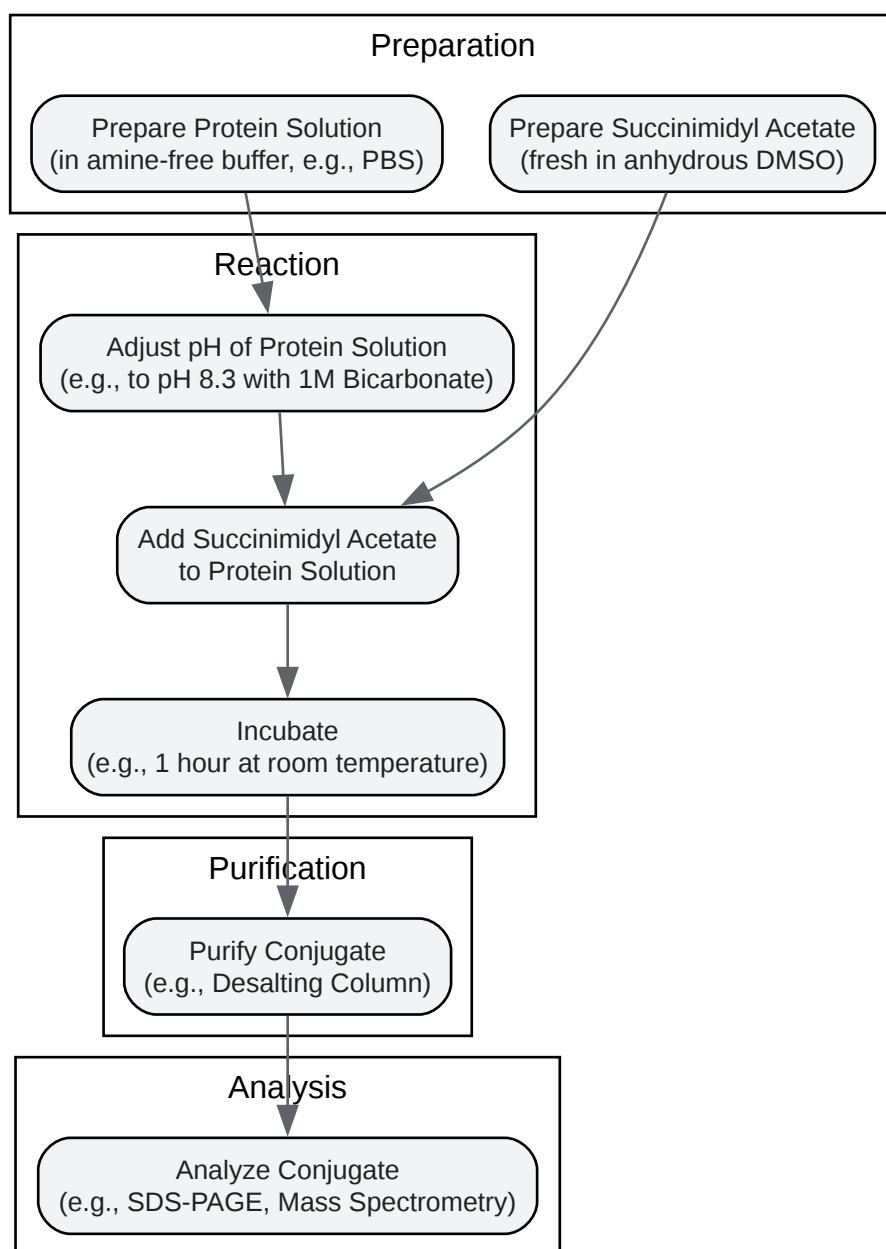 Preparation
Prepare Protein Solution
(in amine-free buffer, e.g., PBS)
Prepare Succinimidyl Acetate
(fresh in anhydrous DMSO)
Reaction
Adjust pH of Protein Solution
(e.g., to pH 8.3 with 1M Bicarbonate)
Add Succinimidyl Acetate
to Protein Solution
Incubate
(e.g., 1 hour at room temperature)
Purification
Purify Conjugate
(e.g., Desalting Column)
Analysis
Analyze Conjugate
(e.g., SDS-PAGE, Mass Spectrometry)